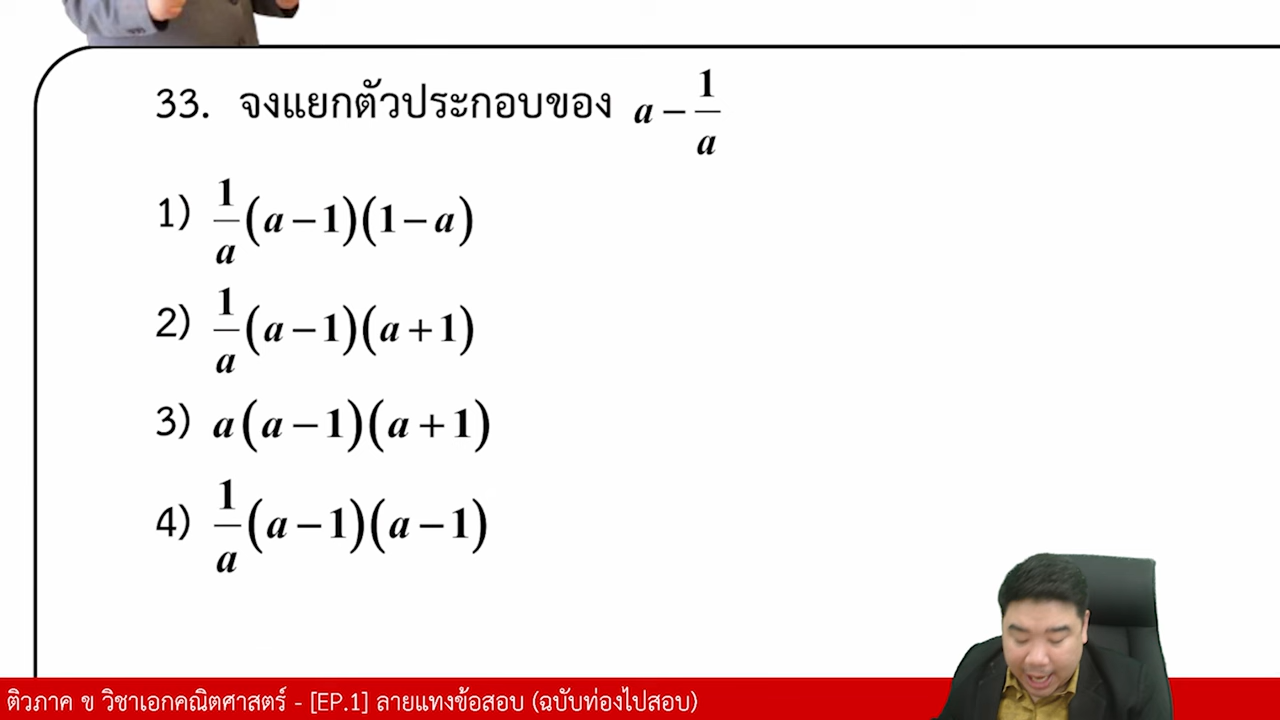 33. จงแยกตัวประกอบของ a − 1/a
1) 1/a (a − 1)(1 − a)
2) 1/a (a − 1)(a + 1)
3) a(a − 1)(a + 1)
4) 1/a (a − 1)(a − 1)
ติวภาค ข วิชาเอกคณิตศาสตร์ - [EP.1] ลายแทงข้อสอบ (ฉบับท่องไปสอบ)